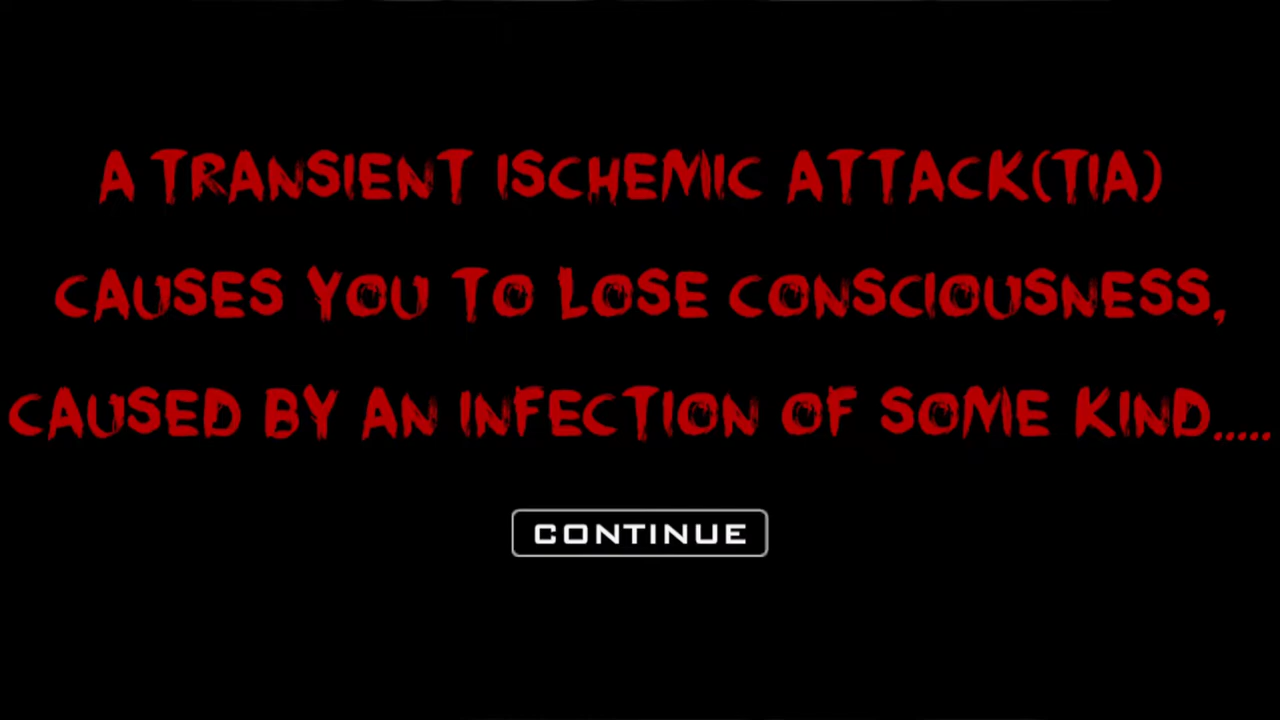 A TRANSIENT ISCHEMIC ATTACK(TIA)
CAUSES YOU TO LOSE CONSCIOUSNESS,
CAUSED BY AN INFECTION OF SOME KIND.....
CONTINUE